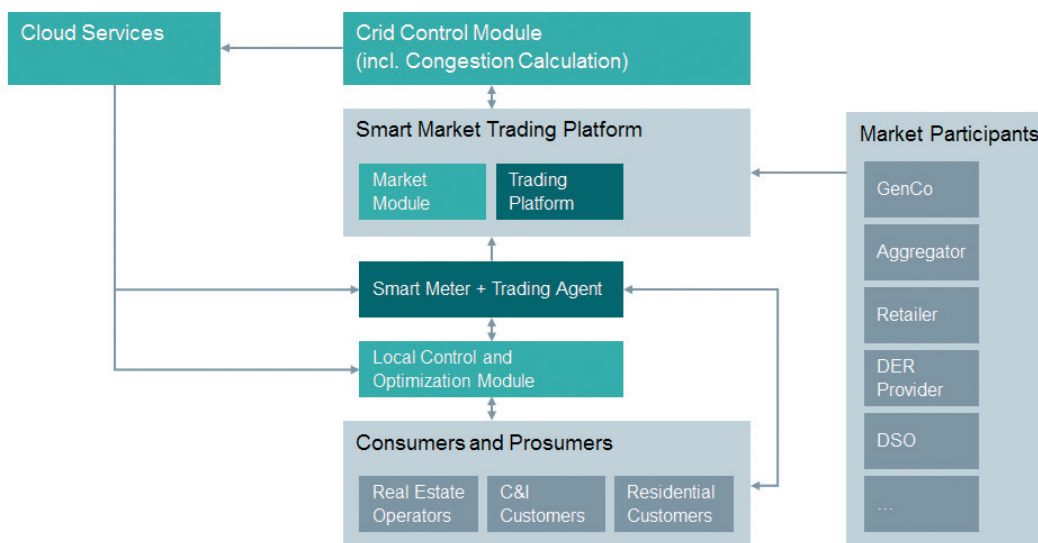 Cloud Services
Crid Control Module
(incl. Congestion Calculation)
Smart Market Trading Platform
Market
Module
Trading
Platform
Smart Meter + Trading Agent
Local Control and
Optimization Module
Consumers and Prosumers
Real Estate
Operators
C&I
Customers
Residential
Customers
Market Participants
GenCo
Aggregator
Retailer
DER
Provider
DSO
...